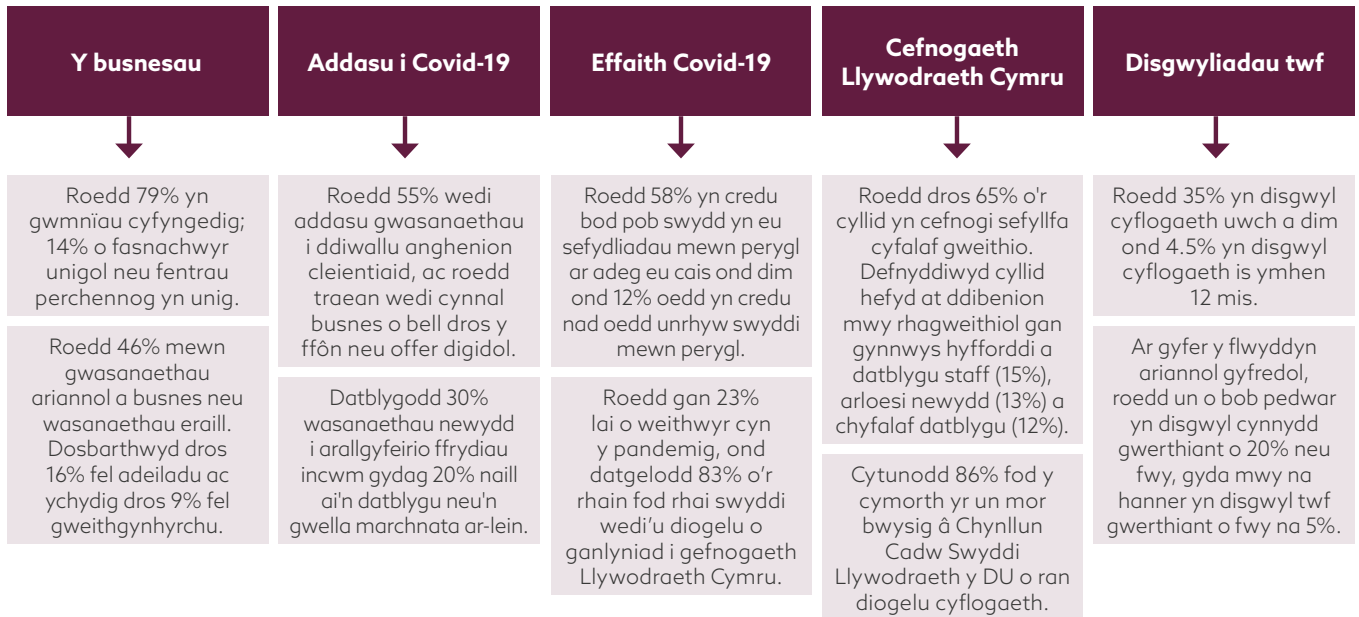 Y busnesau
Roedd 79% yn
gwmnïau cyfyngedig;
14% o fasnachwyr
unigol neu fentrau
perchennog yn unig.
Roedd 46% mewn
gwasanaethau
ariannol a busnes neu
wasanaethau eraill.
Dosbarthwyd dros
16% fel adeiladu ac
ychydig dros 9% fel
gweithgynhyrchu.
Addasu i Covid-19
Roedd 55% wedi
addasu gwasanaethau
i ddiwallu anghenion
cleientiaid, ac roedd
traean wedi cynnal
busnes o bell dros y
ffôn neu offer digidol.
Datblygodd 30%
wasanaethau newydd
i arallgyfeirio ffrydiau
incwm gydag 20% naill
ai'n datblygu neu'n
gwella marchnata ar-lein.
Effaith Covid-19
Roedd 58% yn credu
bod pob swydd yn eu
sefydliadau mewn perygl
ar adeg eu cais ond dim
ond 12% oedd yn credu
nad oedd unrhyw swyddi
mewn perygl.
Roedd gan 23%
lai o weithwyr cyn
y pandemig, ond
datgelodd 83% o’r
rhain fod rhai swyddi
wedi’u diogelu o
ganlyniad i gefnogaeth
Llywodraeth Cymru.
Cefnogaeth
Llywodraeth Cymru
Roedd dros 65% o'r
cyllid yn cefnogi sefyllfa
cyfalaf gweithio.
Defnyddiwyd cyllid
hefyd at ddibenion
mwy rhagweithiol gan
gynnwys hyfforddi a
datblygu staff (15%),
arloesi newydd (13%) a
chyfalaf datblygu (12%).
Cytunodd 86% fod y
cymorth yr un mor
bwysig â Chynllun
Cadw Swyddi
Llywodraeth y DU o ran
diogelu cyflogaeth.
Disgwyliadau twf
Roedd 35% yn disgwyl
cyflogaeth uwch a dim
ond 4.5% yn disgwyl
cyflogaeth is ymhen
12 mis.
Ar gyfer y flwyddyn
ariannol gyfredol,
roedd un o bob pedwar
yn disgwyl cynnydd
gwerthiant o 20% neu
fwy, gyda mwy na
hanner yn disgwyl twf
gwerthiant o fwy na 5%.